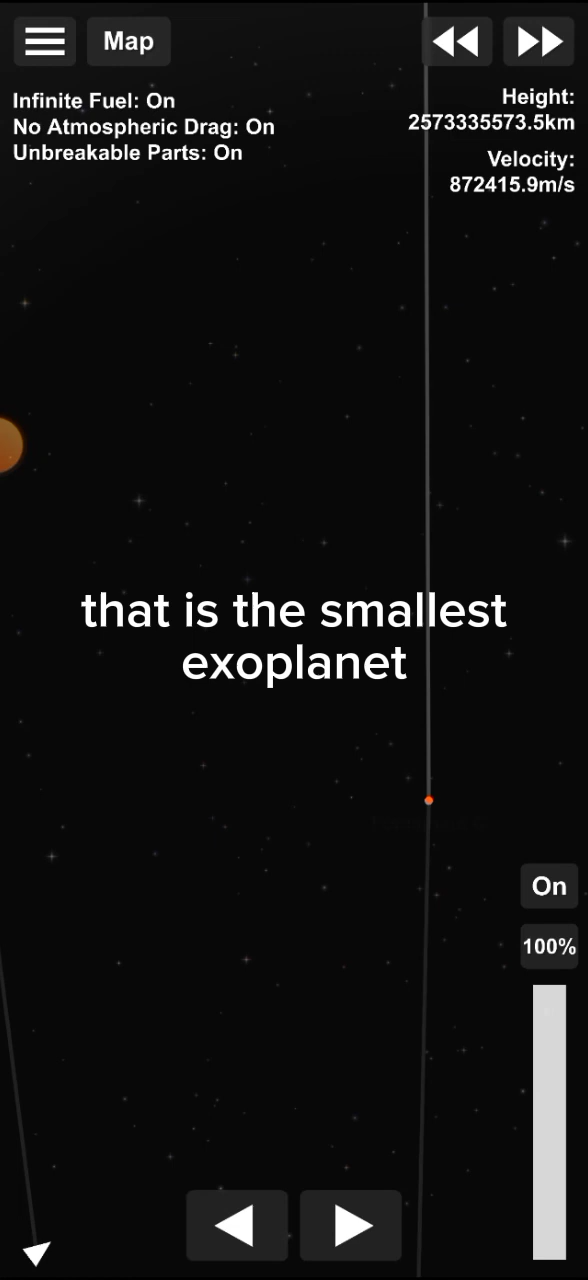 Map
Infinite Fuel: On
No Atmospheric Drag: On
Unbreakable Parts: On
Height:
2573335573.5km
Velocity:
872415.9m/s
that is the smallest
exoplanet
On
100%